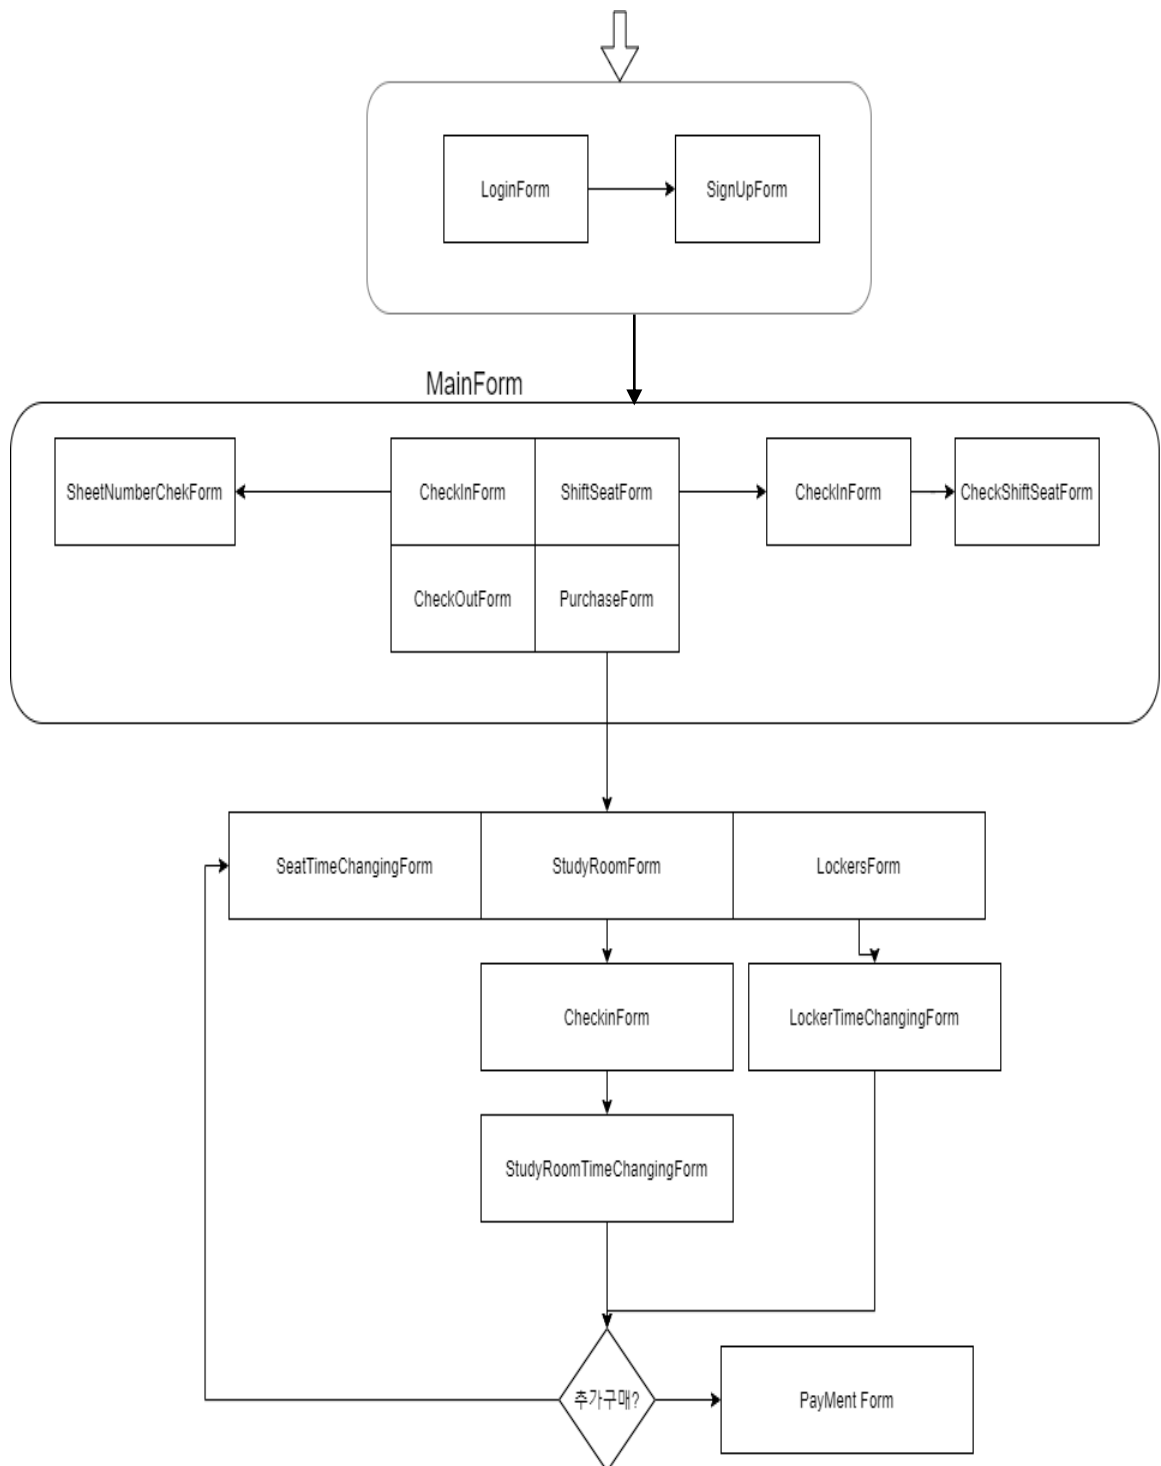 LoginForm
SignUpForm
MainForm
SheetNumberChekForm
CheckInForm
ShiftSeatForm
CheckInForm
CheckShiftSeatForm
CheckOutForm
PurchaseForm
SeatTimeChangingForm
StudyRoomForm
LockersForm
CheckinForm
LockerTimeChangingForm
StudyRoomTimeChangingForm
추가구매?
PayMent Form